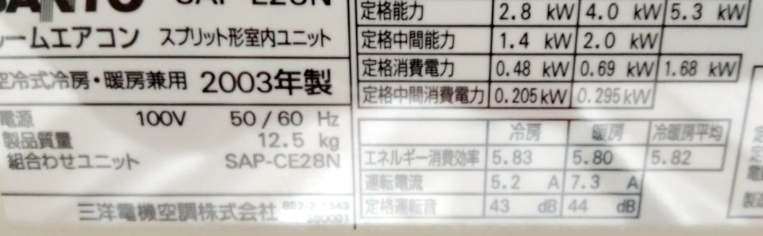 SANYO SAP-E28N
ルームエアコン スプリット形室内ユニット
空冷式冷房・暖房兼用 2003年製
電源 100V 50/60 Hz
製品質量 12.5 kg
組合わせユニット SAP-CE28N
三洋電機空調株式会社
定格能力 2.8 kW 4.0 kW 5.3 kW
定格中間能力 1.4 kW 2.0 kW
定格消費電力 0.48 kW 0.69 kW 1.68 kW
定格中間消費電力 0.205kW 0.295kW
冷房 暖房 冷暖房平均
エネルギー消費効率 5.83 5.80 5.82
運転電流 5.2 A 7.3 A
定格運転音 43 dB 44 dB